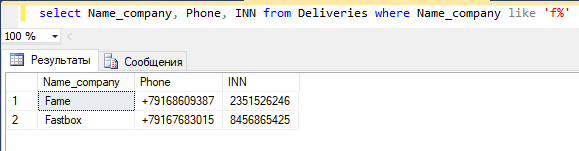 select Name_company, Phone, INN from Deliveries where Name_company like 'f%'
100 %
Результаты Сообщения
Name_company Phone INN
1 Fame +79168609387 2351526246
2 Fastbox +79167683015 8456865425